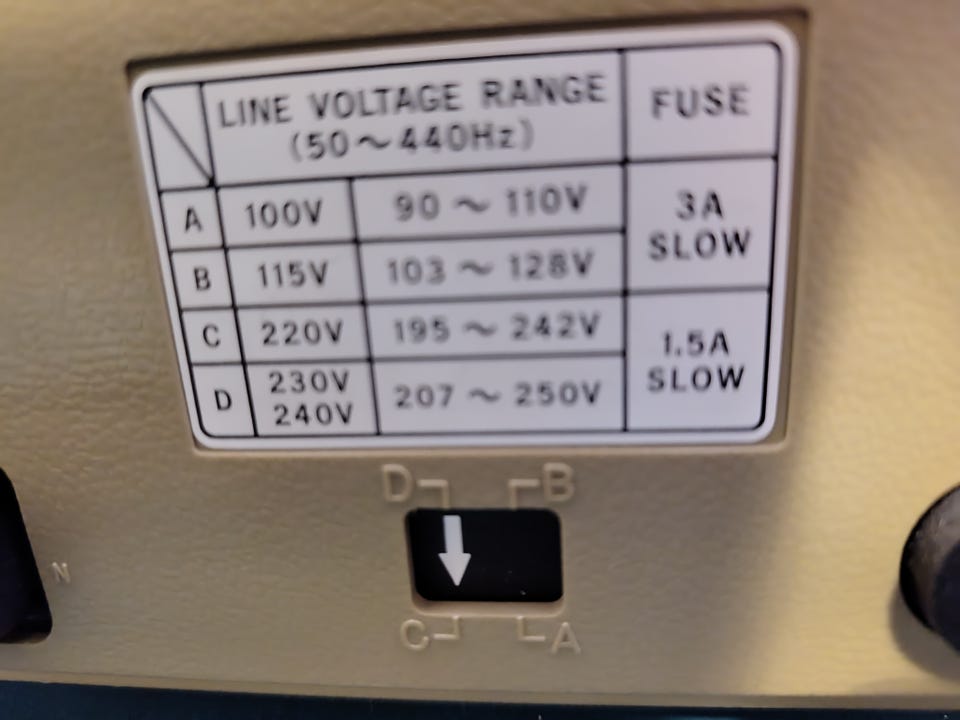 LINE VOLTAGE RANGE FUSE
(50～440Hz)
A 100V 90～110V 3A SLOW
B 115V 103～128V
C 220V 195～242V 1.5A SLOW
D 230V 240V 207～250V
D B
N
C A